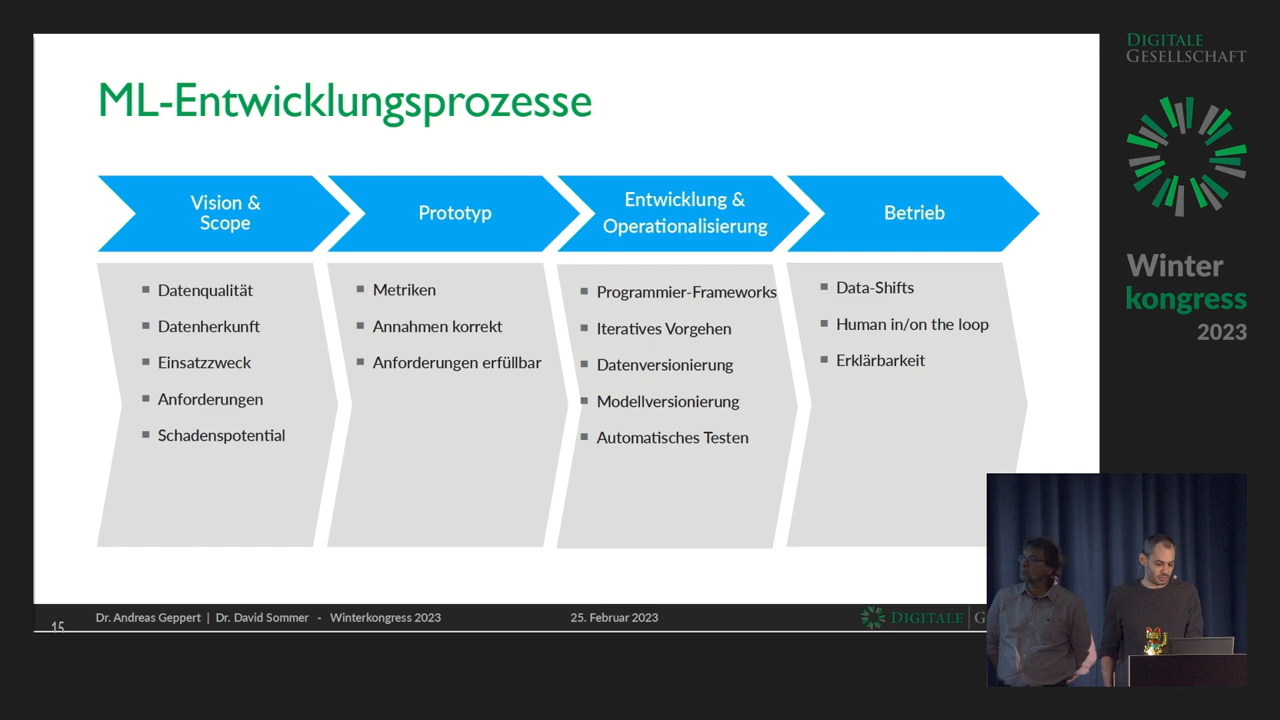 ML-Entwicklungsprozesse
Vision &
Scope
Prototyp
Entwicklung &
Operationalisierung
Betrieb
Datenqualität
Datenherkunft
Einsatzzweck
Anforderungen
Schadenspotential
Metriken
Annahmen korrekt
Anforderungen erfüllbar
Programmier-Frameworks
Iteratives Vorgehen
Datenversionierung
Modellversionierung
Automatisches Testen
Data-Shifts
Human in/on the loop
Erklärbarkeit
15
Dr. Andreas Geppert | Dr. David Sommer - Winterkongress 2023
25. Februar 2023
DIGITALE
DIGITALE
GESELLSCHAFT
Winter
kongress
2023